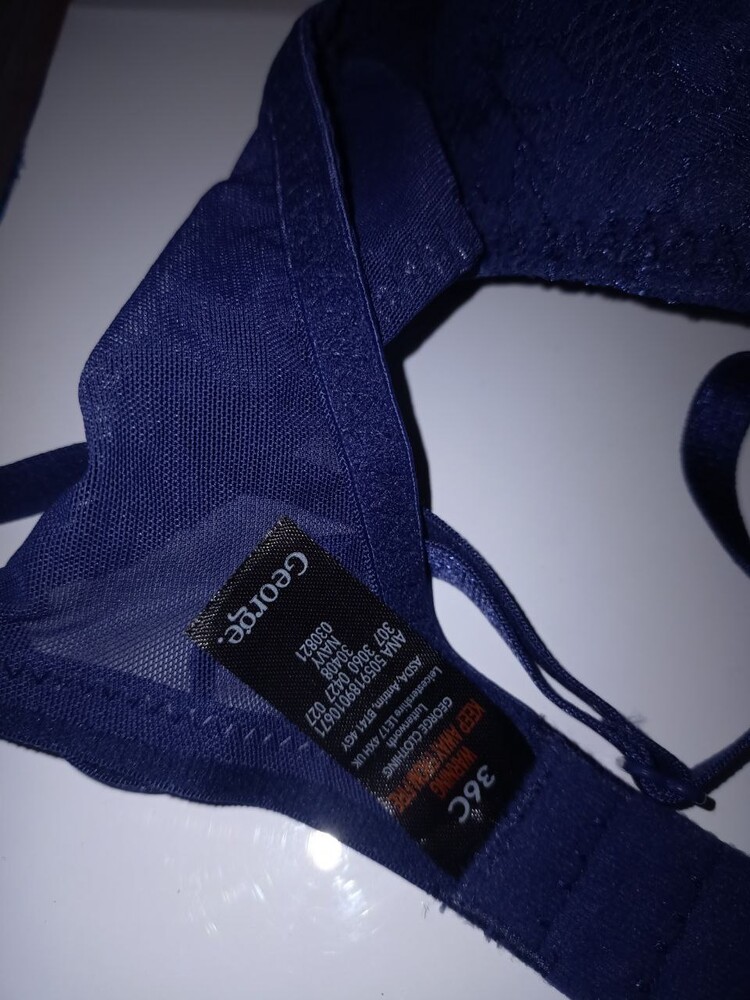 George.
36C
WARNING
KEEP AWAY FROM FIRE
GEORGE CLOTHING
Lutterworth
Leicestershire LE17 4XH UK
ASDA, Antrim, BT41 4GY
ANA 5059189010671
307 3060 0427 027
30408
NAVY
030821